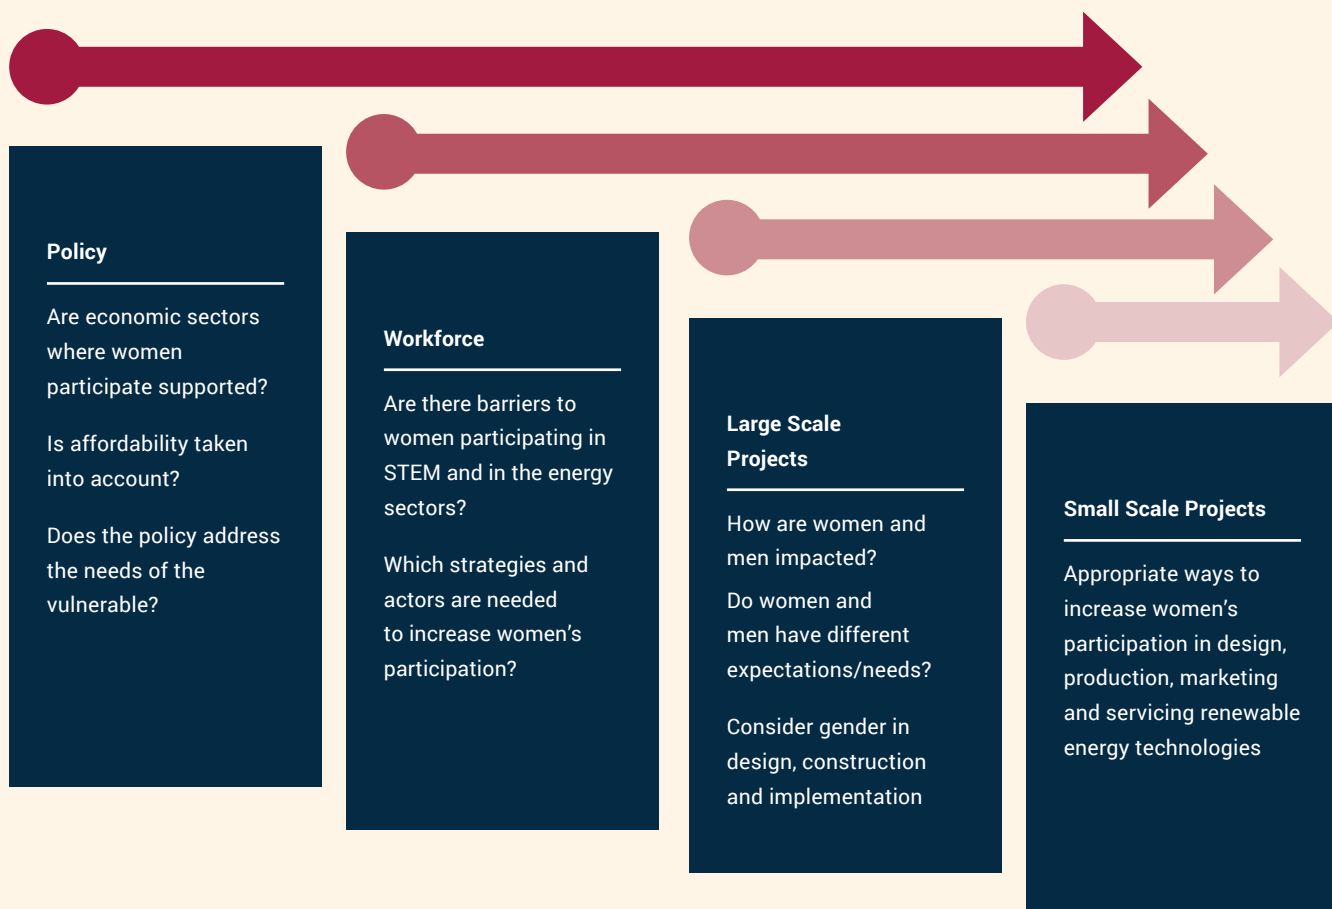 Policy
Are economic sectors
where women
participate supported?
Is affordability taken
into account?
Does the policy address
the needs of the
vulnerable?
Workforce
Are there barriers to
women participating in
STEM and in the energy
sectors?
Which strategies and
actors are needed
to increase women’s
participation?
Large Scale
Projects
How are women and
men impacted?
Do women and
men have different
expectations/needs?
Consider gender in
design, construction
and implementation
Small Scale Projects
Appropriate ways to
increase women’s
participation in design,
production, marketing
and servicing renewable
energy technologies